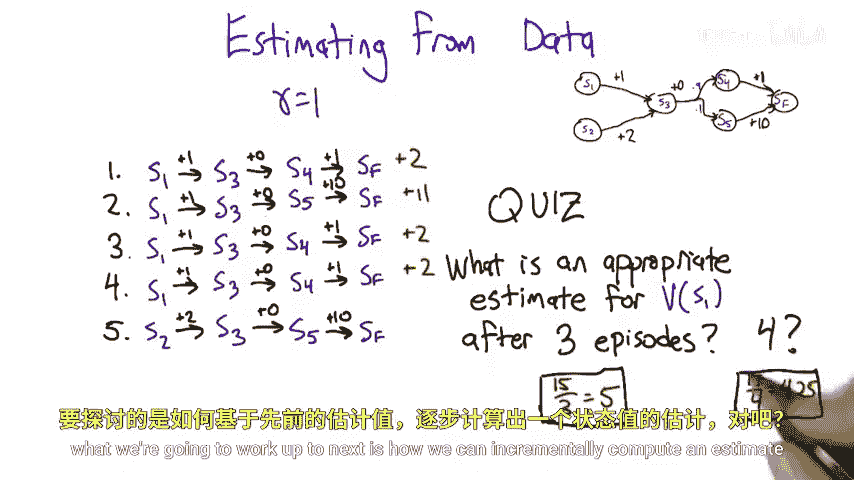 Estimating From Data
γ=1
S1 +1 S3 +0 .9 S4 +1 SF
S2 +2 .1 S5 +10
1. S1 +1→ S3 +0→ S4 +1→ SF +2
2. S1 +1→ S3 +0→ S5 +10→ SF +11
3. S1 +1→ S3 +0→ S4 +1→ SF +2
4. S1 +1→ S3 +0→ S4 +1→ SF +2
5. S2 +2→ S3 +0→ S5 +10→ SF
QUIZ
What is an appropriate
estimate for V(S1)
after 3 episodes? 4?
15/3 = 5
要探讨的是如何基于先前的估计值，逐步计算出一个状态值的估计，对吧？
what we're going to work up to next is how we can incrementally compute an estimate